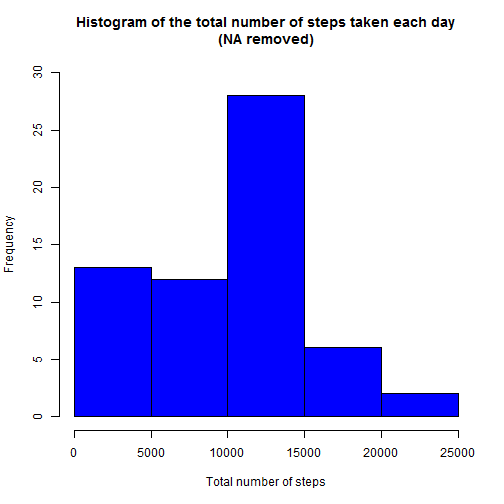 Histogram of the total number of steps taken each day
(NA removed)
Frequency
30
25
20
15
10
5
0
0 5000 10000 15000 20000 25000
Total number of steps